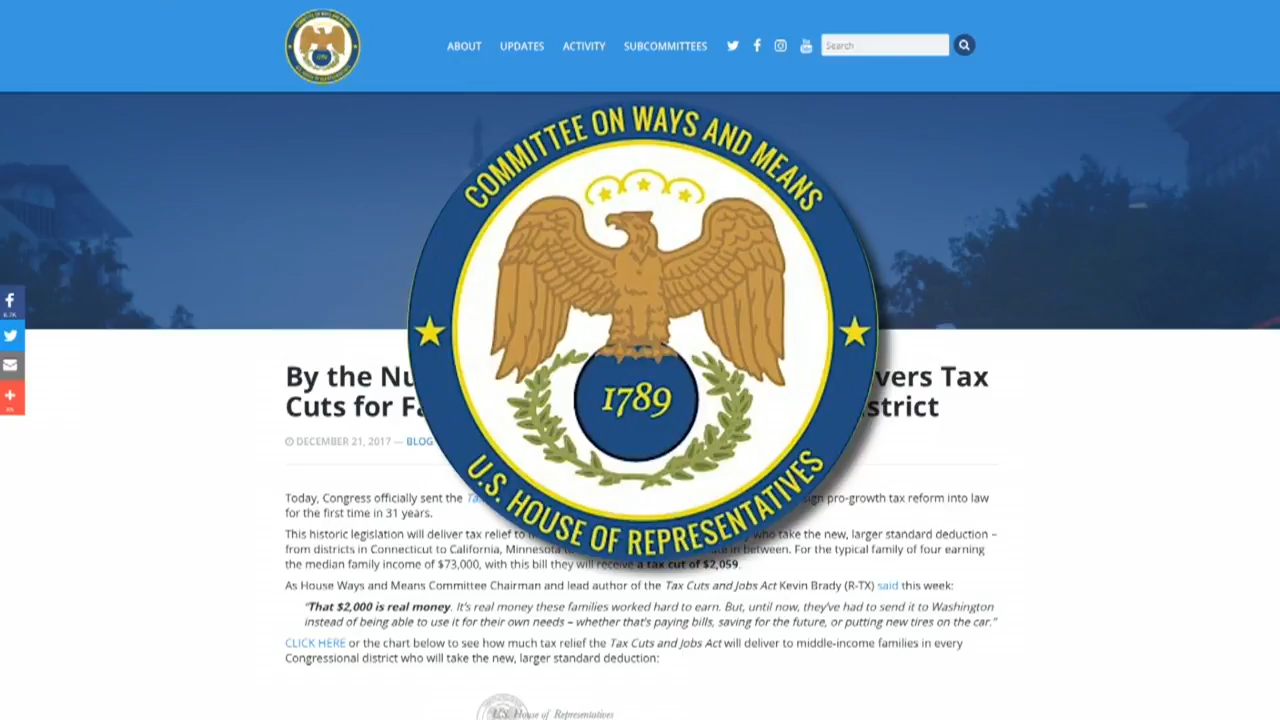 ABOUT UPDATES ACTIVITY SUBCOMMITTEES Search
COMMITTEE ON WAYS AND MEANS
1789
U.S. HOUSE OF REPRESENTATIVES
By the Nu vers Tax
Cuts for Fa strict
DECEMBER 21, 2017 — BLOG
Today, Congress officially sent the sign pro-growth tax reform into law
for the first time in 31 years.
This historic legislation will deliver tax relief to who take the new, larger standard deduction –
from districts in Connecticut to California, Minnesota in between. For the typical family of four earning
the median family income of $73,000, with this bill they will receive a tax cut of $2,059.
As House Ways and Means Committee Chairman and lead author of the Tax Cuts and Jobs Act Kevin Brady (R-TX) said this week:
“That $2,000 is real money. It’s real money these families worked hard to earn. But, until now, they’ve had to send it to Washington
instead of being able to use it for their own needs – whether that’s paying bills, saving for the future, or putting new tires on the car.”
CLICK HERE or the chart below to see how much tax relief the Tax Cuts and Jobs Act will deliver to middle-income families in every
Congressional district who will take the new, larger standard deduction:
U.S. House of Representatives